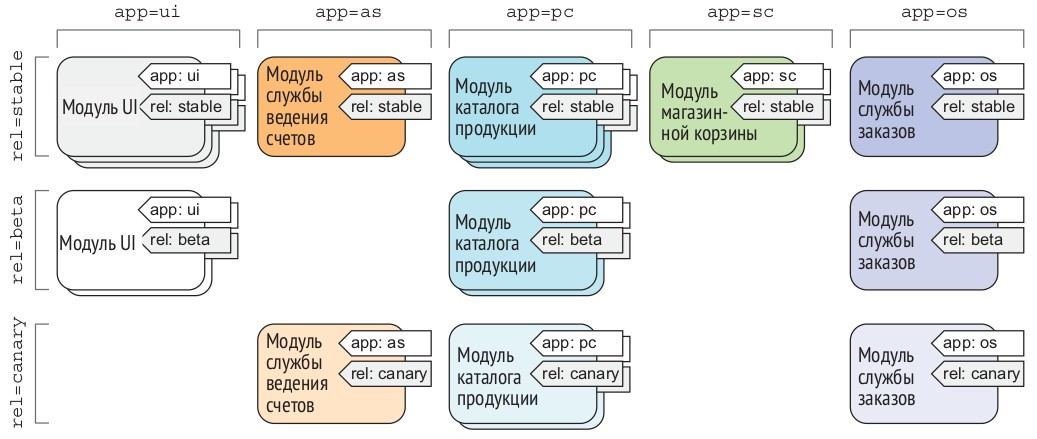 app=ui
app=as
app=pc
app=sc
app=os
rel=stable
Модуль UI
app: ui
rel: stable
Модуль
службы
ведения
счетов
app: as
rel: stable
Модуль
каталога
продукции
app: pc
rel: stable
Модуль
магазин-
ной корзины
app: sc
rel: stable
Модуль
службы
заказов
app: os
rel: stable
rel=beta
Модуль UI
app: ui
rel: beta
Модуль
каталога
продукции
app: pc
rel: beta
Модуль
службы
заказов
app: os
rel: beta
rel=canary
Модуль
службы
ведения
счетов
app: as
rel: canary
Модуль
каталога
продукции
app: pc
rel: canary
Модуль
службы
заказов
app: os
rel: canary